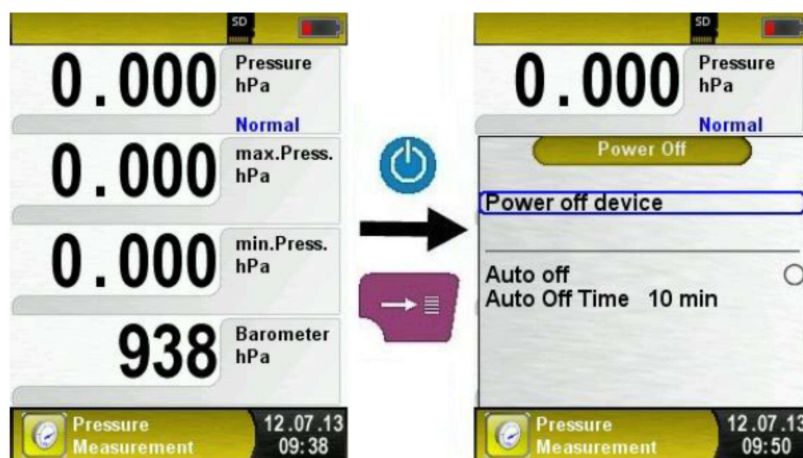 SD
0.000 Pressure
hPa
Normal
0.000 max.Press.
hPa
0.000 min.Press.
hPa
938 Barometer
hPa
Pressure 12.07.13
Measurement 09:38
SD
0.000 Pressure
hPa
Normal
Power Off
Power off device
Auto off
Auto Off Time 10 min
Pressure 12.07.13
Measurement 09:50